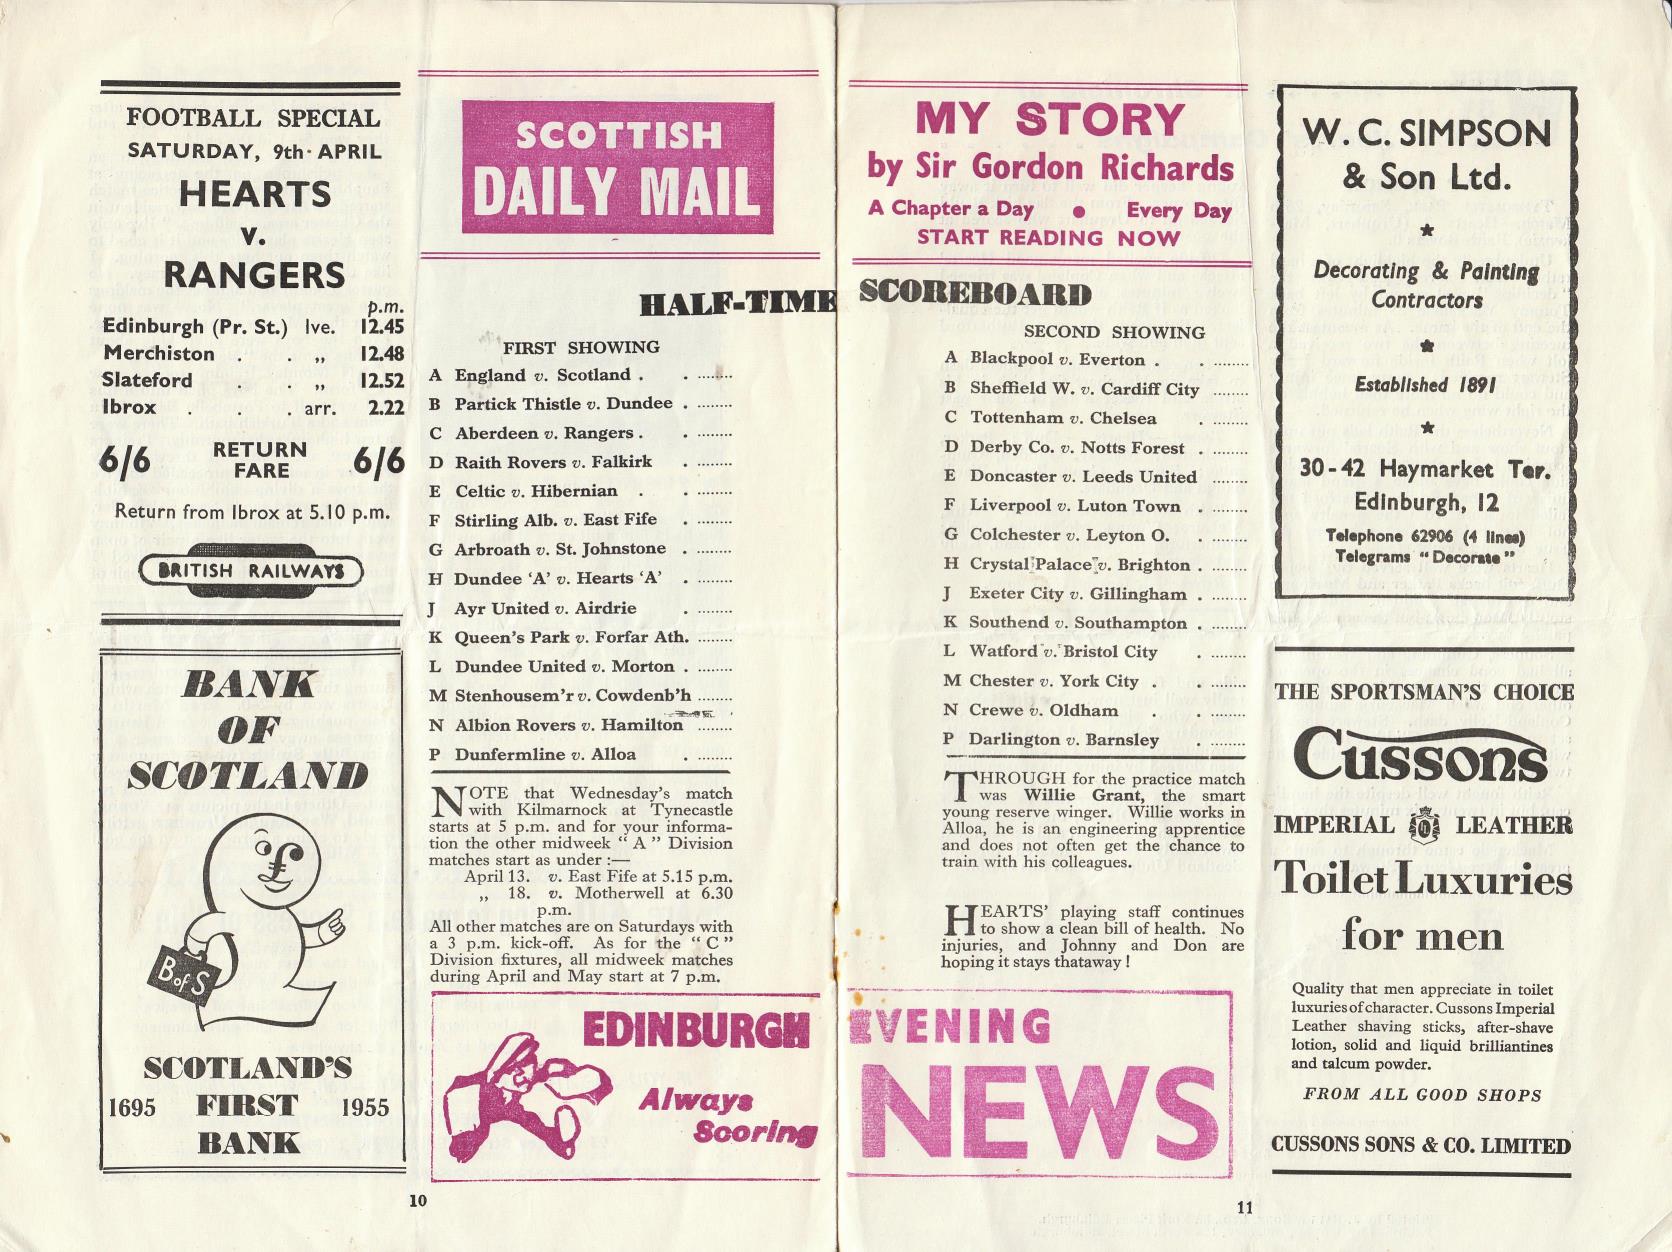 FOOTBALL SPECIAL
SATURDAY, 9th· APRIL
HEARTS
v.
RANGERS
p.m.
Edinburgh (Pr. St.) lve. 12.45
Merchiston . . ,, 12.48
Slateford . . ,, 12.52
Ibrox . . . arr. 2.22
6/6 RETURN FARE 6/6
Return from Ibrox at 5.10 p.m.
BRITISH RAILWAYS
BANK
OF
SCOTLAND
B of S
SCOTLAND'S
1695 FIRST 1955
BANK
SCOTTISH
DAILY MAIL
HALF-TIME SCOREBOARD
FIRST SHOWING
A England v. Scotland . . ........
B Partick Thistle v. Dundee . ........
C Aberdeen v. Rangers . . ........
D Raith Rovers v. Falkirk . ........
E Celtic v. Hibernian . . ........
F Stirling Alb. v. East Fife . ........
G Arbroath v. St. Johnstone . ........
H Dundee 'A' v. Hearts 'A' . ........
J Ayr United v. Airdrie . ........
K Queen's Park v. Forfar Ath. ........
L Dundee United v. Morton . ........
M Stenhousem'r v. Cowdenb'h ........
N Albion Rovers v. Hamilton ........
P Dunfermline v. Alloa . ........
NOTE that Wednesday's match
with Kilmarnock at Tynecastle
starts at 5 p.m. and for your informa-
tion the other midweek "A" Division
matches start as under :—
April 13. v. East Fife at 5.15 p.m.
,, 18. v. Motherwell at 6.30
p.m.
All other matches are on Saturdays with
a 3 p.m. kick-off. As for the "C"
Division fixtures, all midweek matches
during April and May start at 7 p.m.
EDINBURGH
Always
Scoring
10
MY STORY
by Sir Gordon Richards
A Chapter a Day ● Every Day
START READING NOW
SECOND SHOWING
A Blackpool v. Everton . . ........
B Sheffield W. v. Cardiff City ........
C Tottenham v. Chelsea . ........
D Derby Co. v. Notts Forest . ........
E Doncaster v. Leeds United ........
F Liverpool v. Luton Town . ........
G Colchester v. Leyton O. . ........
H Crystal Palace v. Brighton . ........
J Exeter City v. Gillingham . ........
K Southend v. Southampton . ........
L Watford v. Bristol City . ........
M Chester v. York City . . ........
N Crewe v. Oldham . . ........
P Darlington v. Barnsley . ........
THROUGH for the practice match
was Willie Grant, the smart
young reserve winger. Willie works in
Alloa, he is an engineering apprentice
and does not often get the chance to
train with his colleagues.
HEARTS' playing staff continues
to show a clean bill of health. No
injuries, and Johnny and Don are
hoping it stays thataway !
EVENING
NEWS
11
W. C. SIMPSON
& Son Ltd.
★
Decorating & Painting
Contractors
★
Established 1891
★
30-42 Haymarket Ter.
Edinburgh, 12
Telephone 62906 (4 lines)
Telegrams "Decorate"
THE SPORTSMAN'S CHOICE
Cussons
IMPERIAL LEATHER
Toilet Luxuries
for men
Quality that men appreciate in toilet
luxuries of character. Cussons Imperial
Leather shaving sticks, after-shave
lotion, solid and liquid brilliantines
and talcum powder.
FROM ALL GOOD SHOPS
CUSSONS SONS & CO. LIMITED